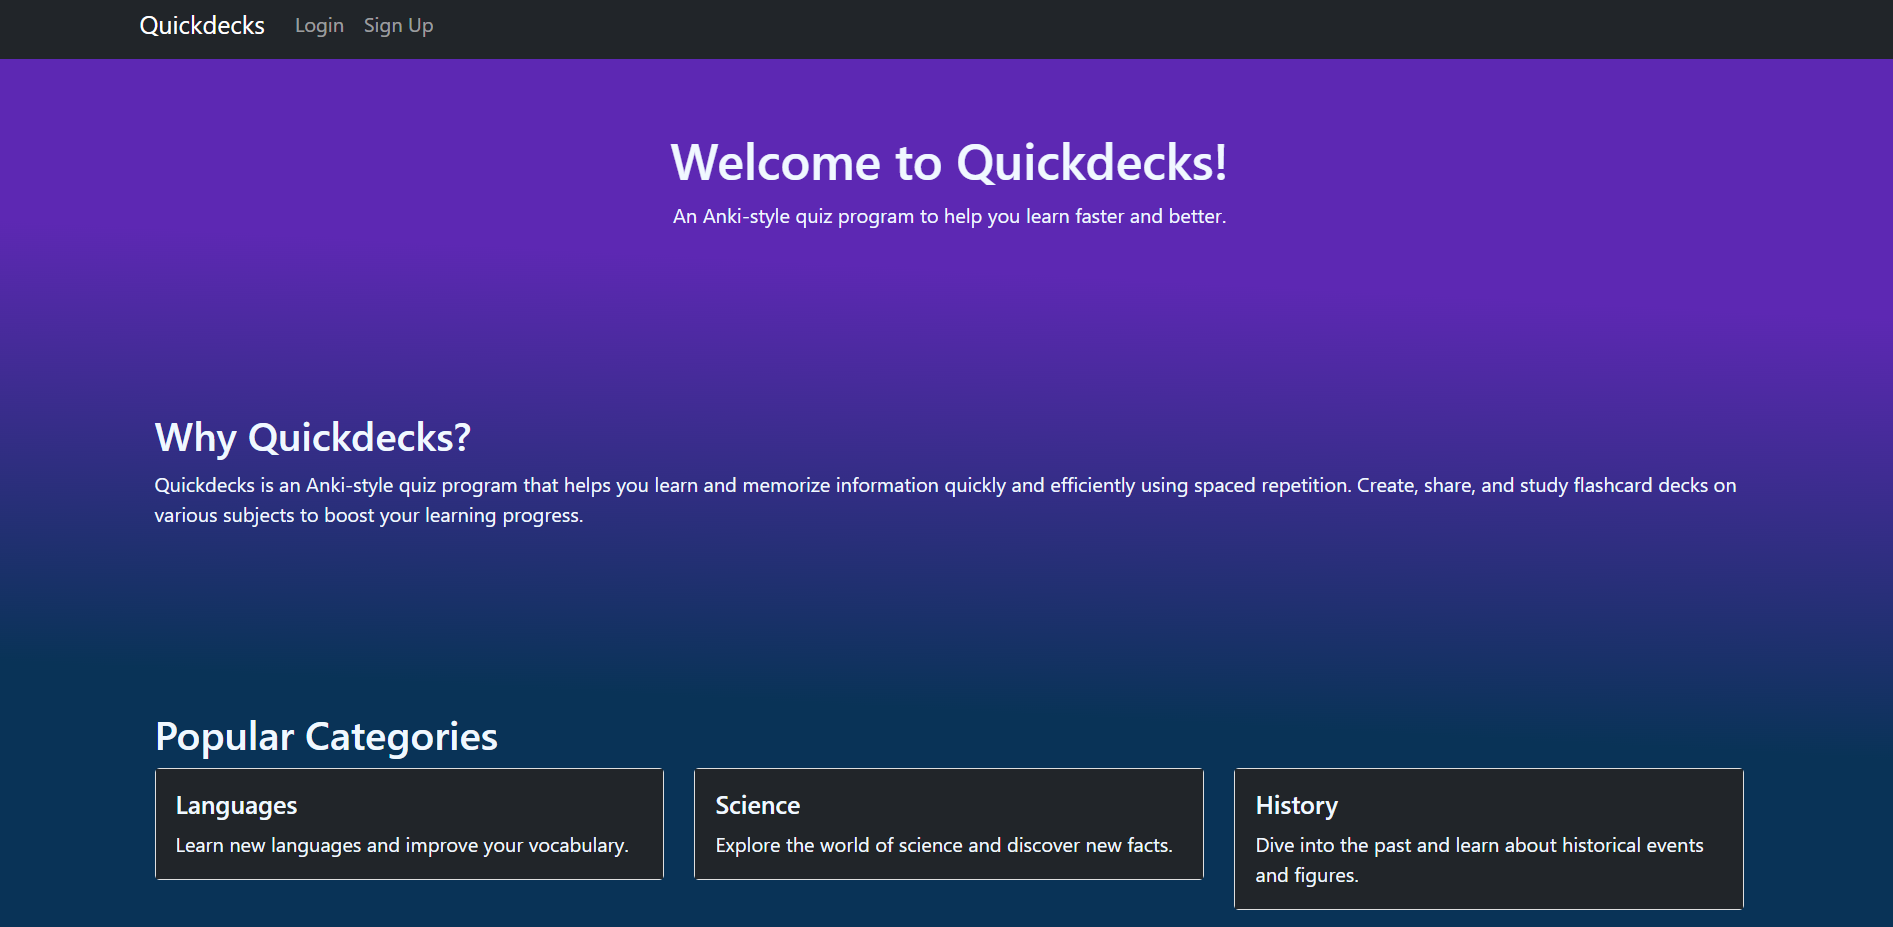 Quickdecks Login Sign Up
Welcome to Quickdecks!
An Anki-style quiz program to help you learn faster and better.
Why Quickdecks?
Quickdecks is an Anki-style quiz program that helps you learn and memorize information quickly and efficiently using spaced repetition. Create, share, and study flashcard decks on
various subjects to boost your learning progress.
Popular Categories
Languages
Learn new languages and improve your vocabulary.
Science
Explore the world of science and discover new facts.
History
Dive into the past and learn about historical events
and figures.